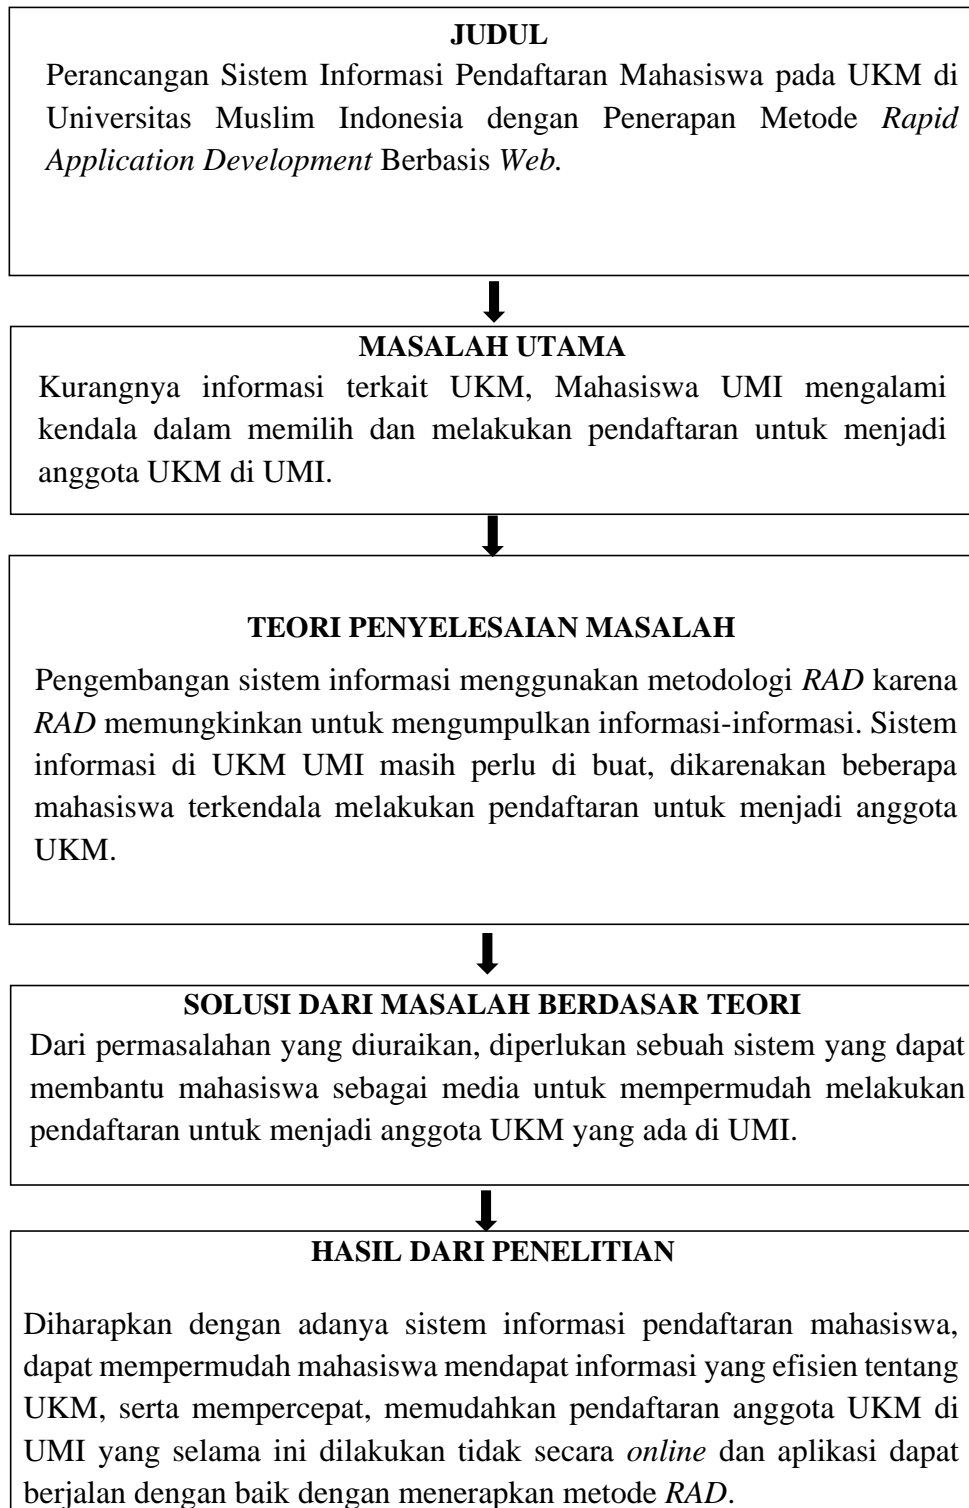 JUDUL
Perancangan Sistem Informasi Pendaftaran Mahasiswa pada UKM di
Universitas Muslim Indonesia dengan Penerapan Metode Rapid
Application Development Berbasis Web.
MASALAH UTAMA
Kurangnya informasi terkait UKM, Mahasiswa UMI mengalami
kendala dalam memilih dan melakukan pendaftaran untuk menjadi
anggota UKM di UMI.
TEORI PENYELESAIAN MASALAH
Pengembangan sistem informasi menggunakan metodologi RAD karena
RAD memungkinkan untuk mengumpulkan informasi-informasi. Sistem
informasi di UKM UMI masih perlu di buat, dikarenakan beberapa
mahasiswa terkendala melakukan pendaftaran untuk menjadi anggota
UKM.
SOLUSI DARI MASALAH BERDASAR TEORI
Dari permasalahan yang diuraikan, diperlukan sebuah sistem yang dapat
membantu mahasiswa sebagai media untuk mempermudah melakukan
pendaftaran untuk menjadi anggota UKM yang ada di UMI.
HASIL DARI PENELITIAN
Diharapkan dengan adanya sistem informasi pendaftaran mahasiswa,
dapat mempermudah mahasiswa mendapat informasi yang efisien tentang
UKM, serta mempercepat, memudahkan pendaftaran anggota UKM di
UMI yang selama ini dilakukan tidak secara online dan aplikasi dapat
berjalan dengan baik dengan menerapkan metode RAD.